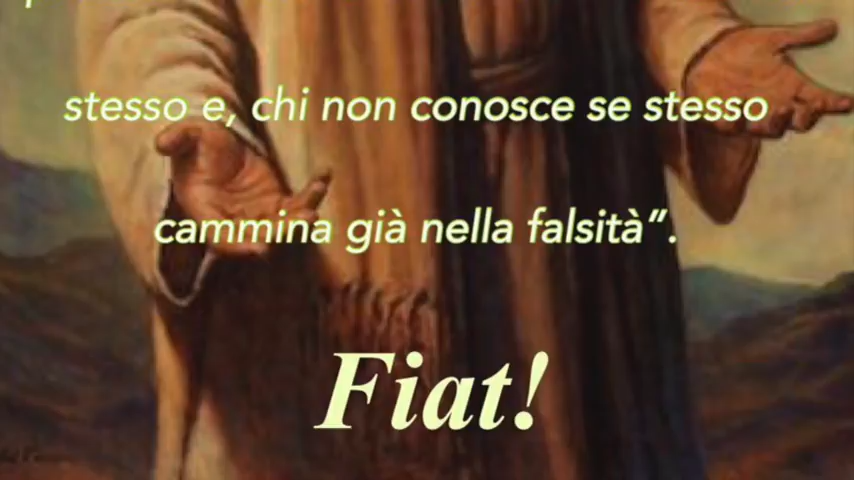 stesso e, chi non conosce se stesso
cammina già nella falsità”.
Fiat!